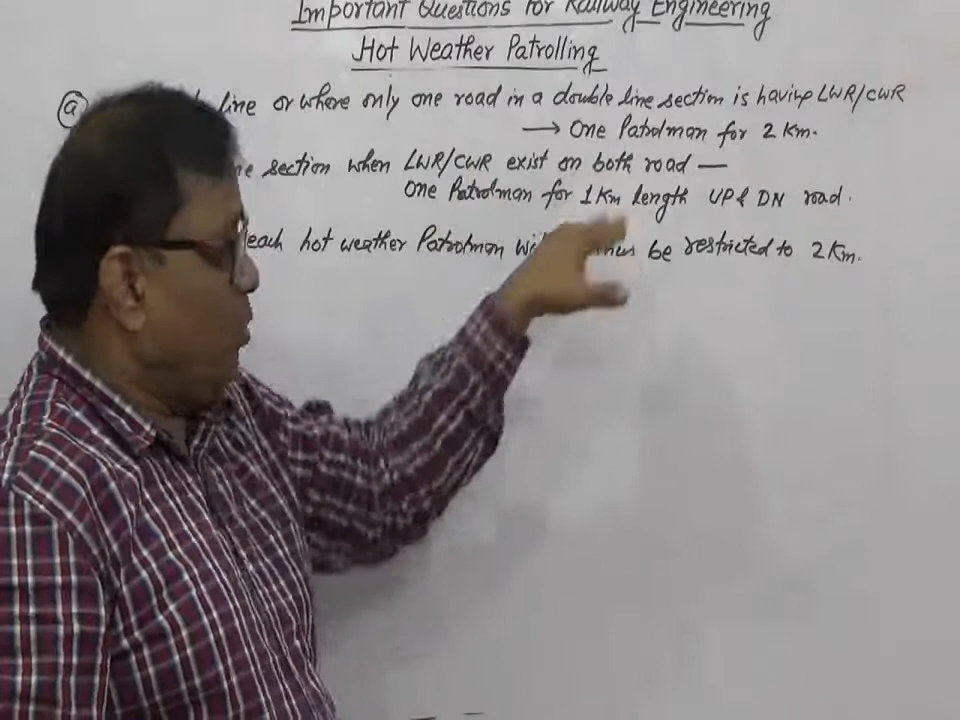 Important Questions for Railway Engineering
Hot Weather Patrolling
(a) line or where only one road in a double line section is having LWR/CWR
→ One Patrolman for 2 Km.
section when LWR/CWR exist on both road —
One Patrolman for 1 Km length UP & DN road.
each hot weather Patrolman be restricted to 2 Km.